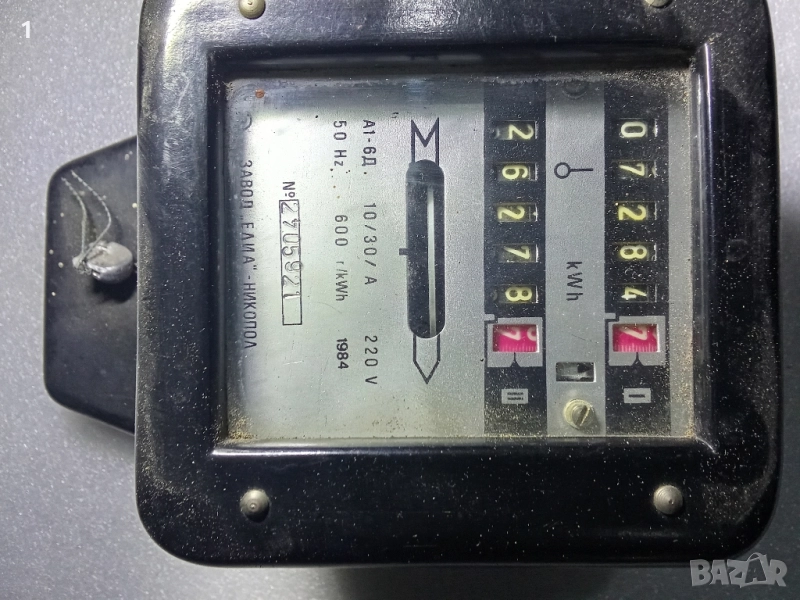 0 7 2 8 4 7 I
kWh
2 6 2 7 8 7 II
А1-6Д. 10/30/А 220 V
50 Hz... 600 r/kWh 1984
№ 2705921
ЗАВОД "ЕЛИА" - НИКОПОЛ
1
BAZAR